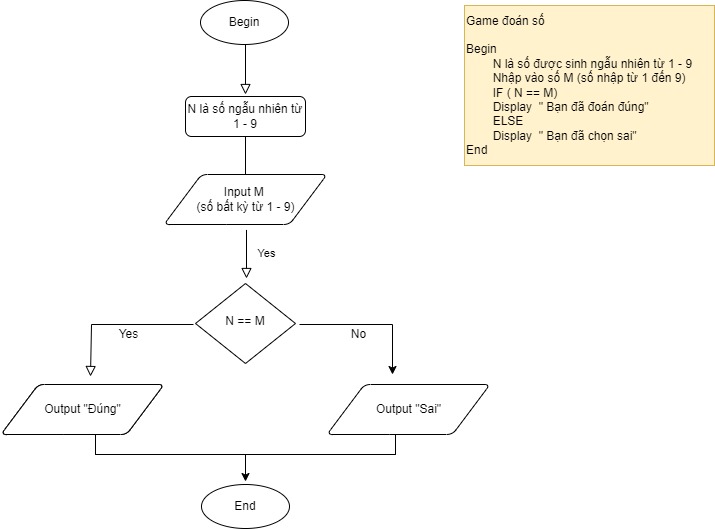 Begin
N là số ngẫu nhiên từ
1 - 9
Input M
(số bất kỳ từ 1 - 9)
Yes
N == M
Yes
No
Output "Đúng"
Output "Sai"
End
Game đoán số
Begin
N là số được sinh ngẫu nhiên từ 1 - 9
Nhập vào số M (số nhập từ 1 đến 9)
IF ( N == M)
Display " Bạn đã đoán đúng"
ELSE
Display " Bạn đã chọn sai"
End